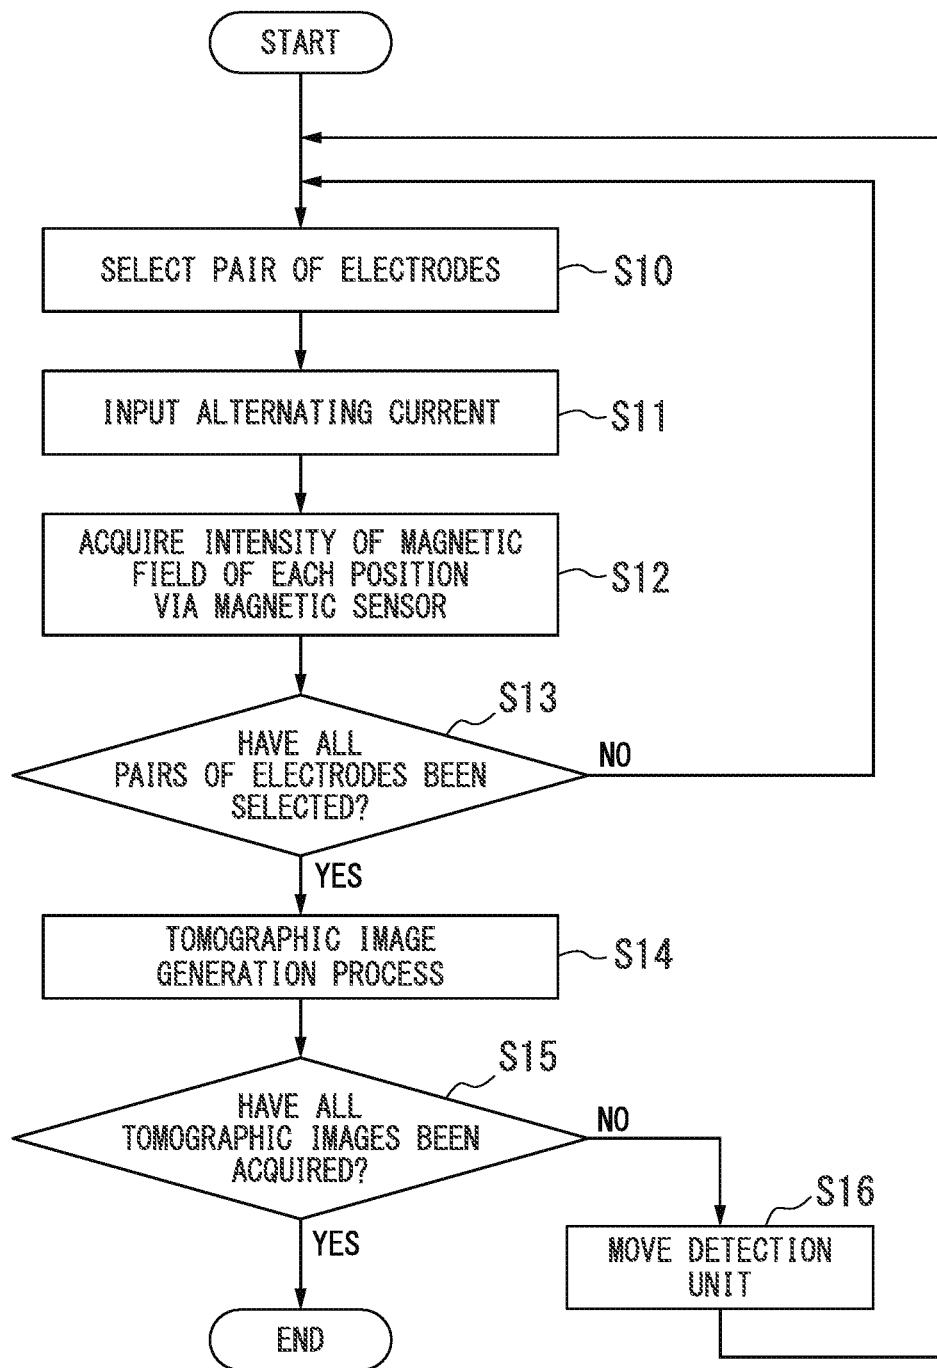 START
SELECT PAIR OF ELECTRODES
S10
INPUT ALTERNATING CURRENT
S11
ACQUIRE INTENSITY OF MAGNETIC
FIELD OF EACH POSITION
VIA MAGNETIC SENSOR
S12
S13
HAVE ALL
PAIRS OF ELECTRODES BEEN
SELECTED?
NO
YES
TOMOGRAPHIC IMAGE
GENERATION PROCESS
S14
S15
HAVE ALL
TOMOGRAPHIC IMAGES BEEN
ACQUIRED?
NO
YES
S16
MOVE DETECTION
UNIT
END